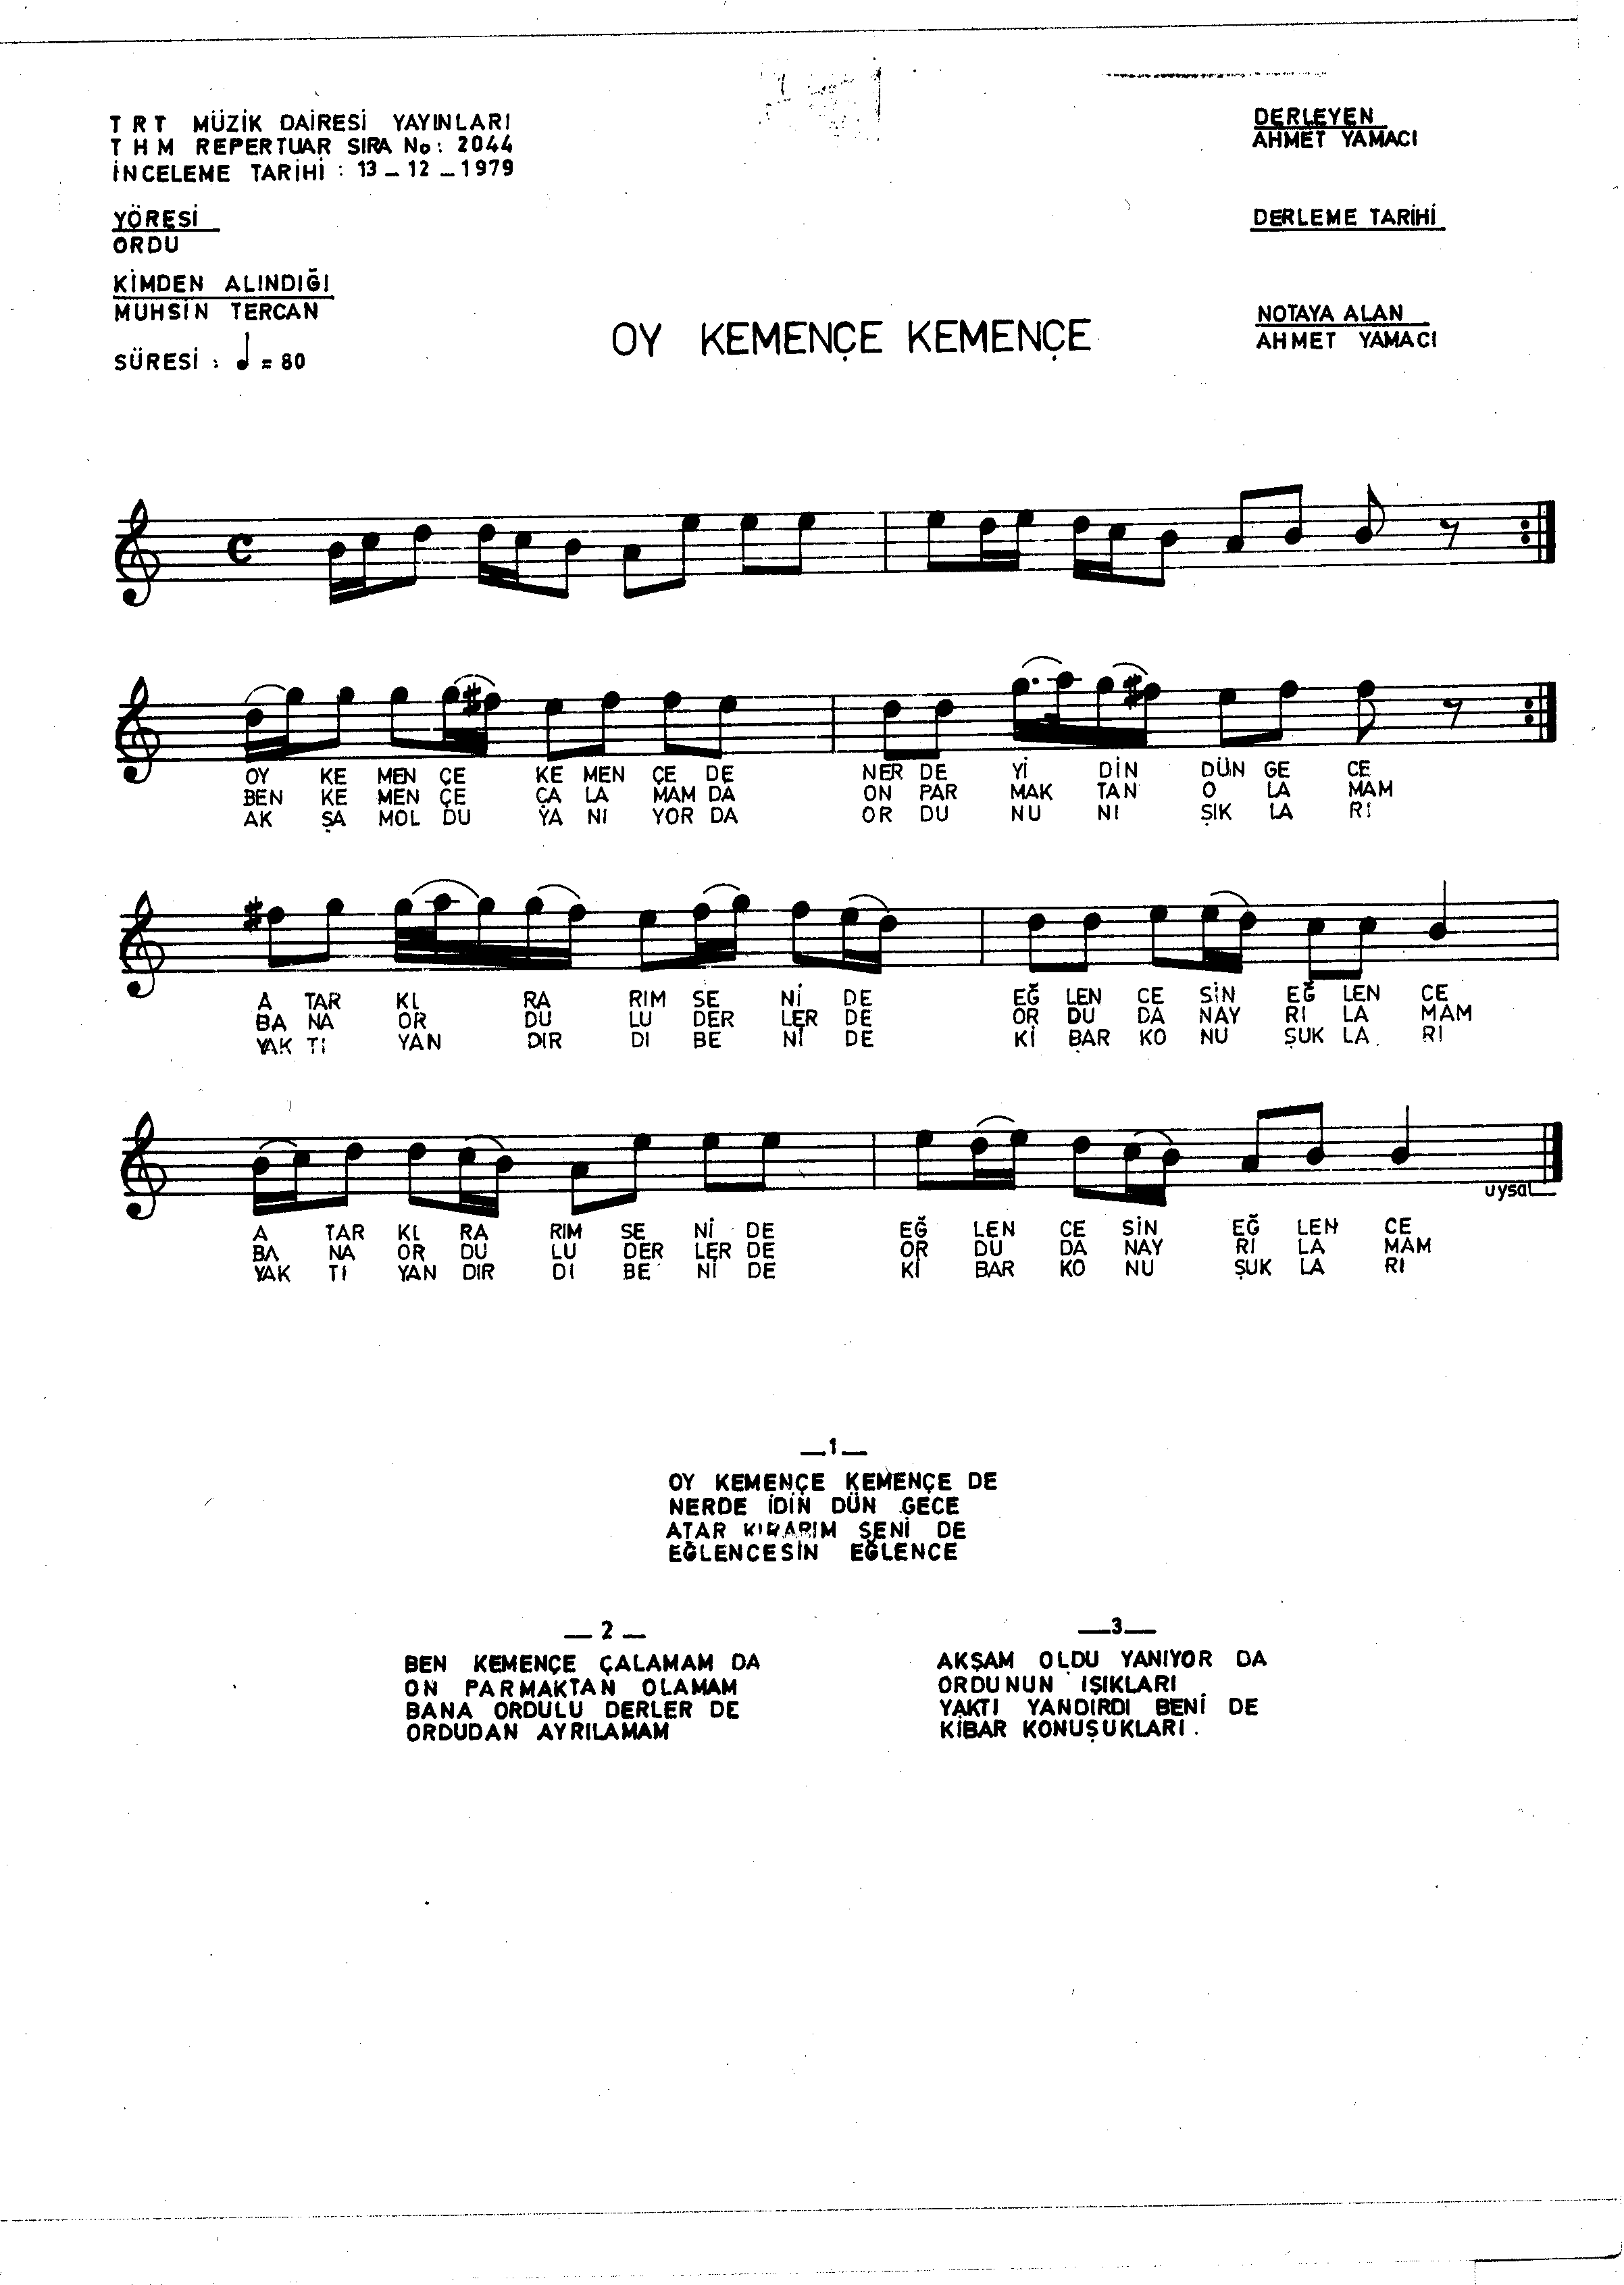 TRT MÜZİK DAİRESİ YAYINLARI
THM REPERTUAR SIRA No: 2044
İNCELEME TARİHİ : 13-12-1979
YÖRESİ
ORDU
KİMDEN ALINDIĞI
MUHSİN TERCAN
SÜRESİ : ♩ = 80
DERLEYEN
AHMET YAMACI
DERLEME TARİHİ
NOTAYA ALAN
AHMET YAMACI
OY KEMENÇE KEMENÇE
OY KE MEN ÇE KE MEN ÇE DE NER DE Yİ DİN DÜN GE CE
BEN KE MEN ÇE ÇA LA MAM DA ON PAR MAK TAN O LA MAM
AK ŞA MOL DU YA NI YOR DA OR DU NU NI ŞIK LA RI
A TAR KI RA RIM SE Nİ DE EĞ LEN CE SİN EĞ LEN CE
BA NA OR DU LU DER LER DE OR DU DA NAY RI LA MAM
YAK TI YAN DIR DI BE Nİ DE Kİ BAR KO NU ŞUK LA RI
A TAR KI RA RIM SE Nİ DE EĞ LEN CE SİN EĞ LEN CE
BA NA OR DU LU DER LER DE OR DU DA NAY RI LA MAM
YAK TI YAN DIR DI BE Nİ DE Kİ BAR KO NU ŞUK LA RI
uysal
—1—
OY KEMENÇE KEMENÇE DE
NERDE İDİN DÜN GECE
ATAR KIRARIM SENİ DE
EĞLENCESİN EĞLENCE
— 2 —
BEN KEMENÇE ÇALAMAM DA
ON PARMAKTAN OLAMAM
BANA ORDULU DERLER DE
ORDUDAN AYRILAMAM
—3—
AKŞAM OLDU YANIYOR DA
ORDUNUN IŞIKLARI
YAKTI YANDIRDI BENİ DE
KİBAR KONUŞUKLARI.